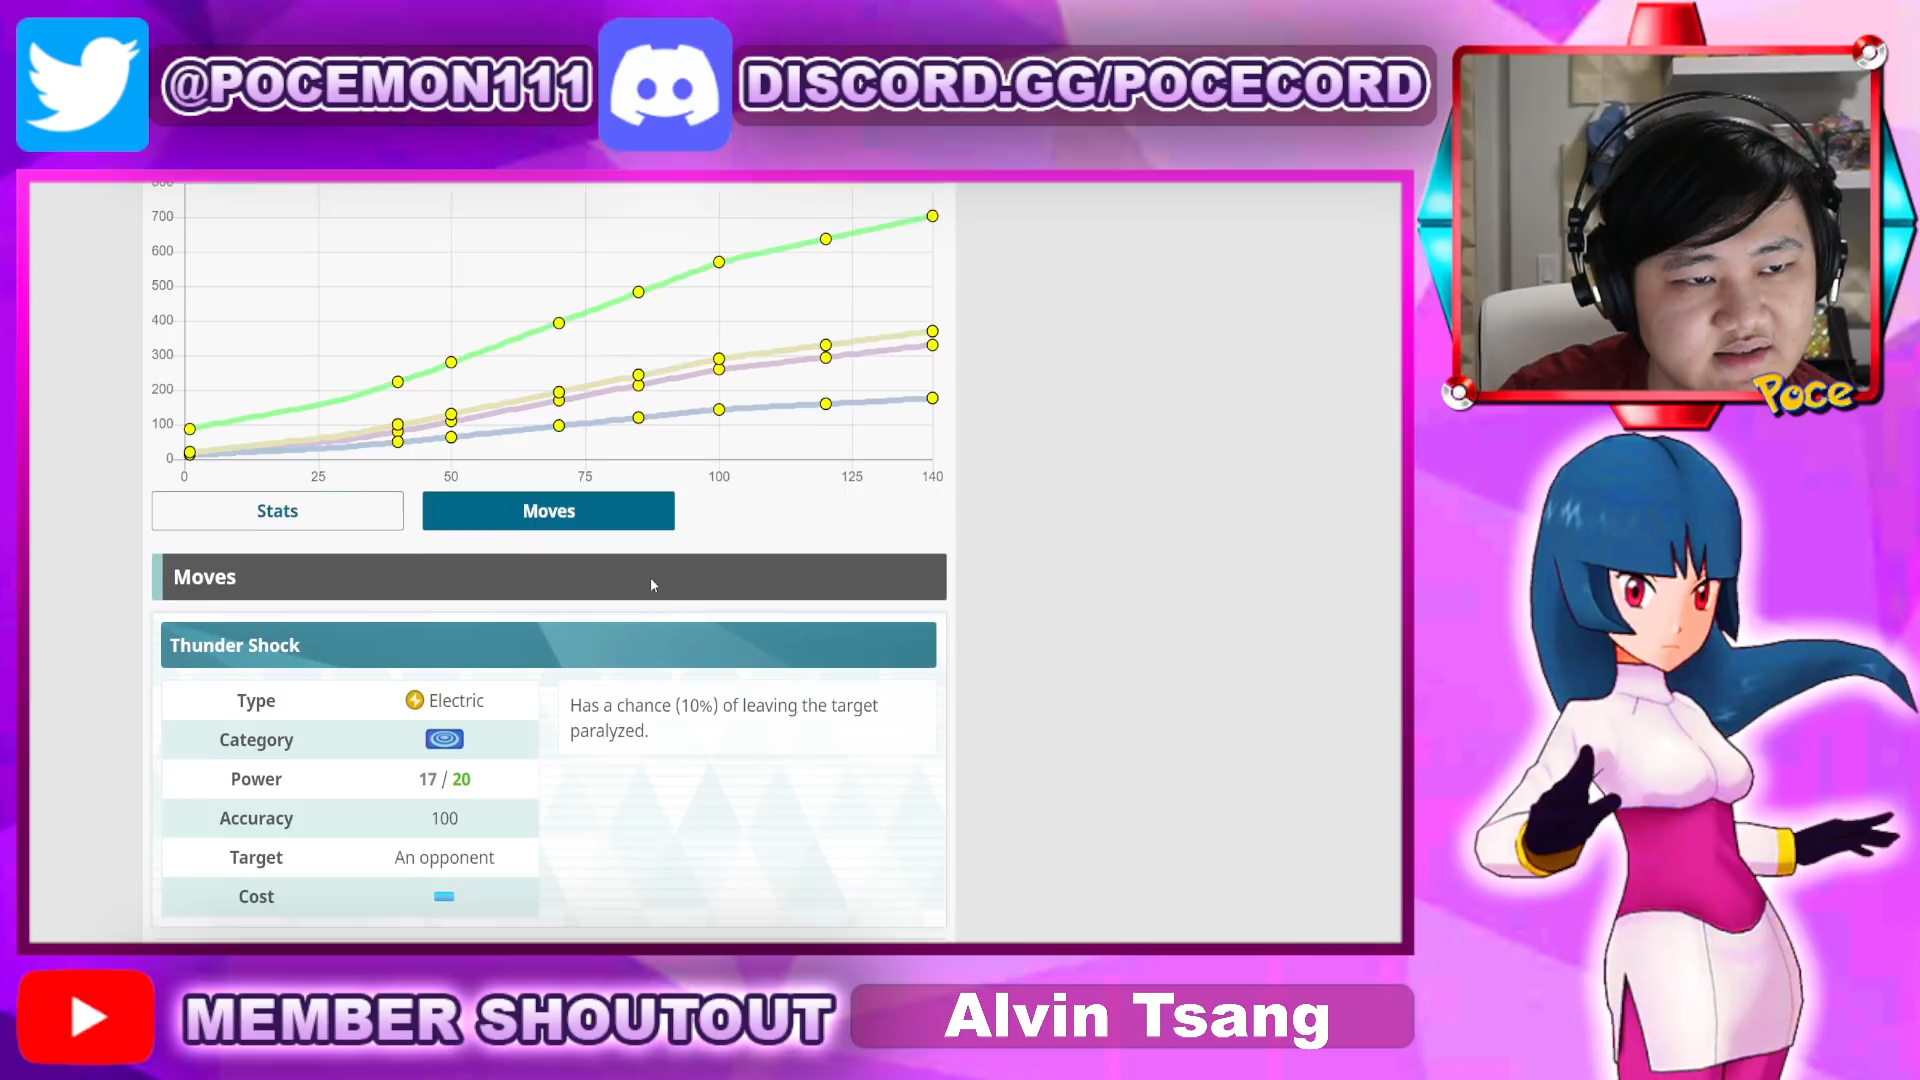 @POCEMON111
DISCORD.GG/POCECORD
Poce
700
600
500
400
300
200
100
0
0 25 50 75 100 125 140
Stats Moves
Moves
Thunder Shock
Type Electric
Category
Power 17 / 20
Accuracy 100
Target An opponent
Cost
Has a chance (10%) of leaving the target
paralyzed.
MEMBER SHOUTOUT
Alvin Tsang